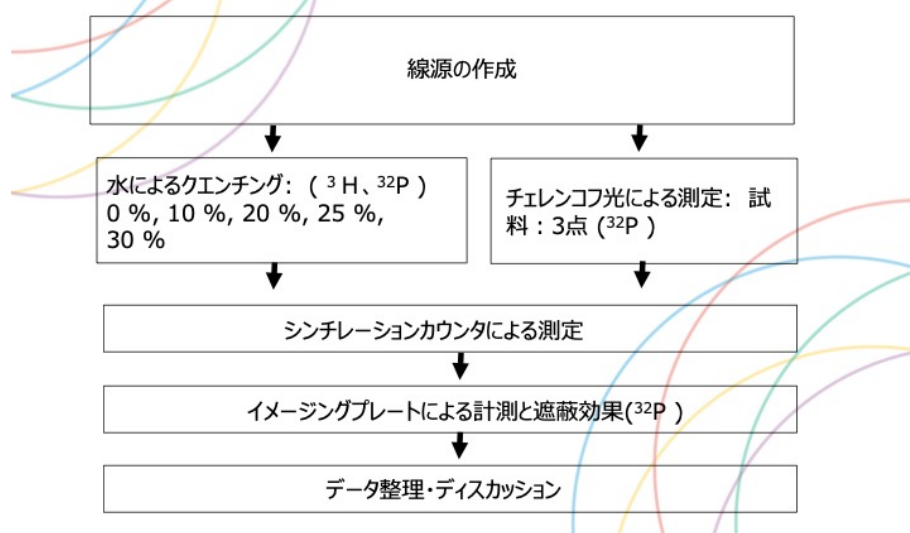 線源の作成
水によるクエンチング: ( ³ H、³²P )
0 %, 10 %, 20 %, 25 %,
30 %
チェレンコフ光による測定: 試
料：3点 (³²P )
シンチレーションカウンタによる測定
イメージングプレートによる計測と遮蔽効果(³²P )
データ整理・ディスカッション